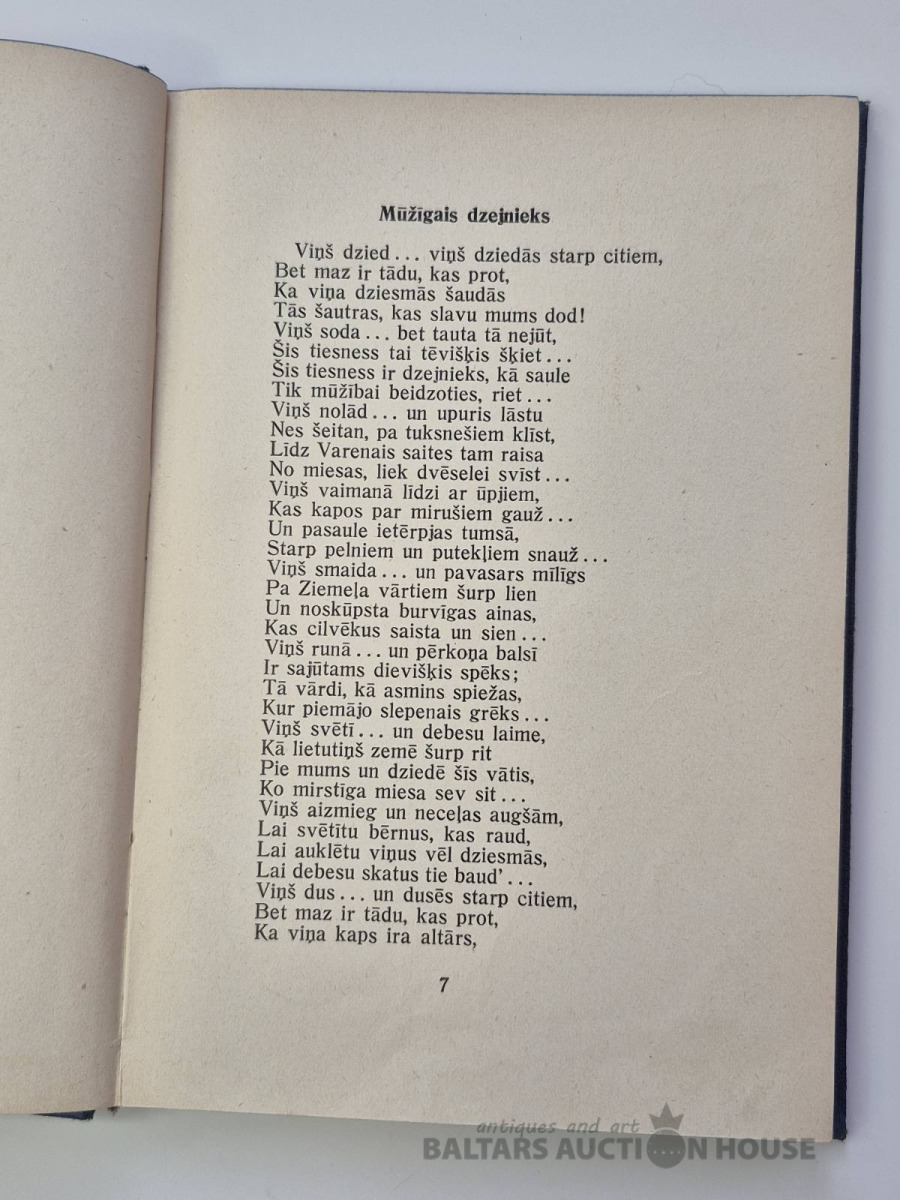 Mūžīgais dzejnieks
Viņš dzied... viņš dziedās starp citiem,
Bet maz ir tādu, kas prot,
Ka viņa dziesmās šaudās
Tās šautras, kas slavu mums dod!
Viņš soda... bet tauta tā nejūt,
Šis tiesness tai tēvišķis šķiet...
Šis tiesness ir dzejnieks, kā saule
Tik mūžībai beidzoties, riet...
Viņš nolād... un upuris lāstu
Nes šeitan, pa tuksnešiem klīst,
Līdz Varenais saites tam raisa
No miesas, liek dvēselei svīst...
Viņš vaimanā līdzi ar ūpjiem,
Kas kapos par mirušiem gauž...
Un pasaule ietērpjas tumsā,
Starp pelniem un putekļiem snauž...
Viņš smaida... un pavasars mīlīgs
Pa Ziemeļa vārtiem šurp lien
Un noskūpsta burvīgas ainas,
Kas cilvēkus saista un sien...
Viņš runā... un pērkoņa balsī
Ir sajūtams dievišķis spēks;
Tā vārdi, kā asmins spiežas,
Kur piemājo slepenais grēks...
Viņš svētī... un debesu laime,
Kā lietutiņš zemē šurp rit
Pie mums un dziedē šīs vātis,
Ko mirstīga miesa sev sit...
Viņš aizmieg un neceļas augšām,
Lai svētītu bērnus, kas raud,
Lai auklētu viņus vēl dziesmās,
Lai debesu skatus tie baud'...
Viņš dus... un dusēs starp citiem,
Bet maz ir tādu, kas prot,
Ka viņa kaps ira altārs,
7
antiques and art
BALTARS AUCTION HOUSE